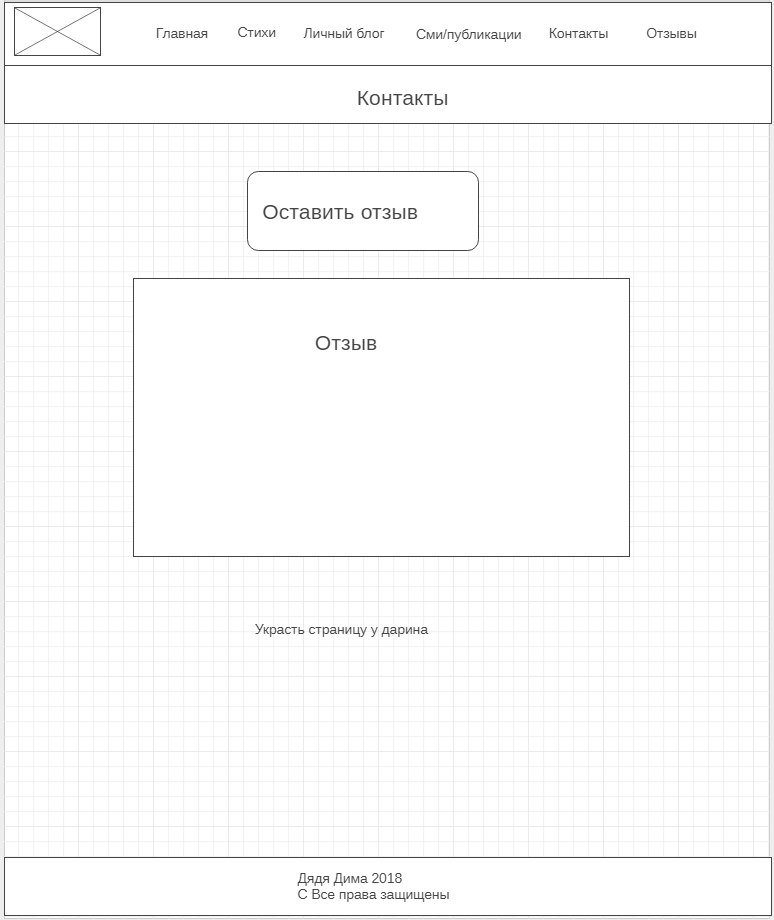 Главная Стихи Личный блог Сми/публикации Контакты Отзывы
Контакты
Оставить отзыв
Отзыв
Украсть страницу у дарина
Дядя Дима 2018
С Все права защищены